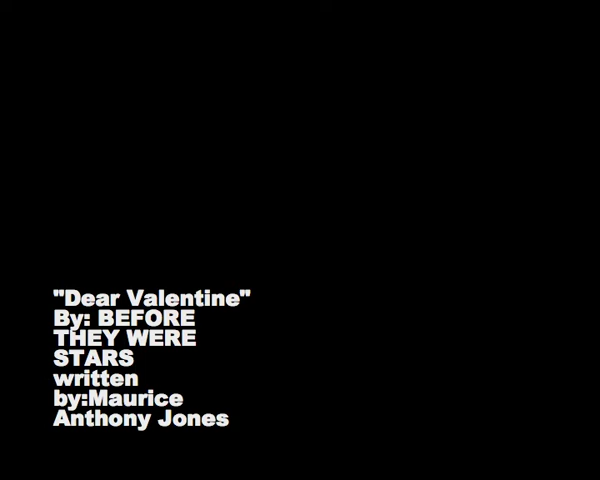 "Dear Valentine"
By: BEFORE
THEY WERE
STARS
written
by:Maurice
Anthony Jones